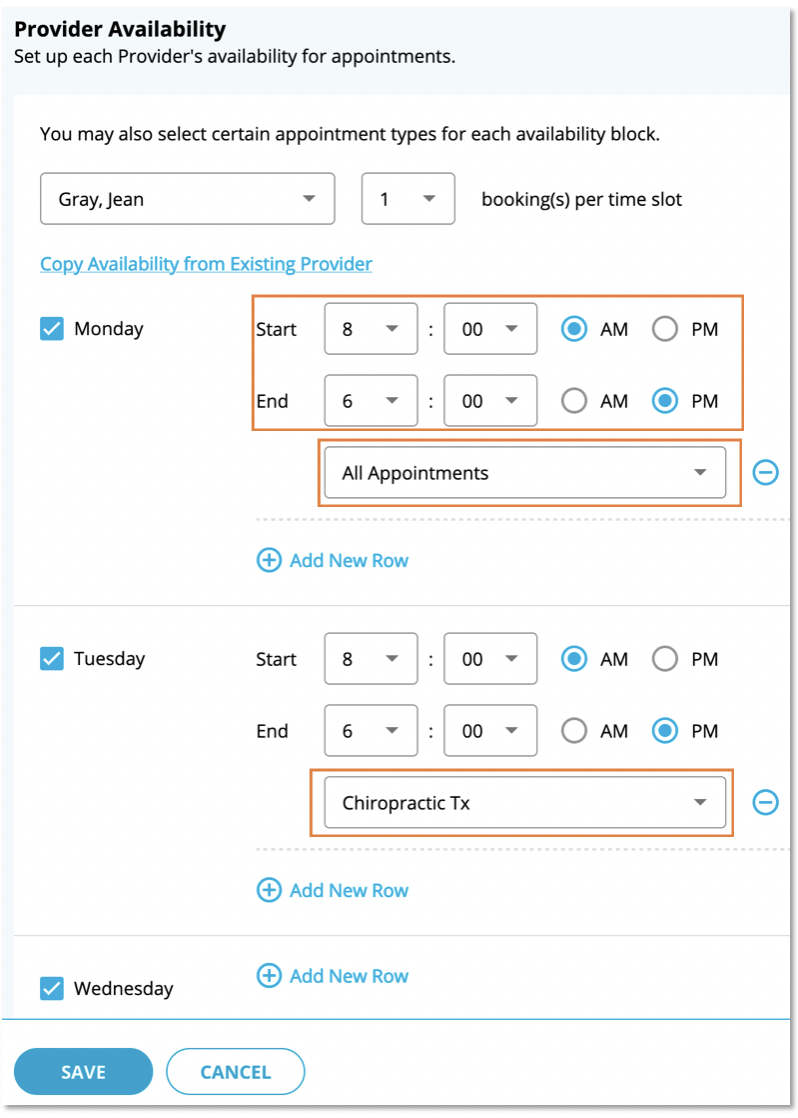 Provider Availability
Set up each Provider's availability for appointments.
You may also select certain appointment types for each availability block.
Gray, Jean 1 booking(s) per time slot
Copy Availability from Existing Provider
Monday Start 8 : 00 AM PM
End 6 : 00 AM PM
All Appointments
Add New Row
Tuesday Start 8 : 00 AM PM
End 6 : 00 AM PM
Chiropractic Tx
Add New Row
Add New Row
Wednesday
SAVE CANCEL